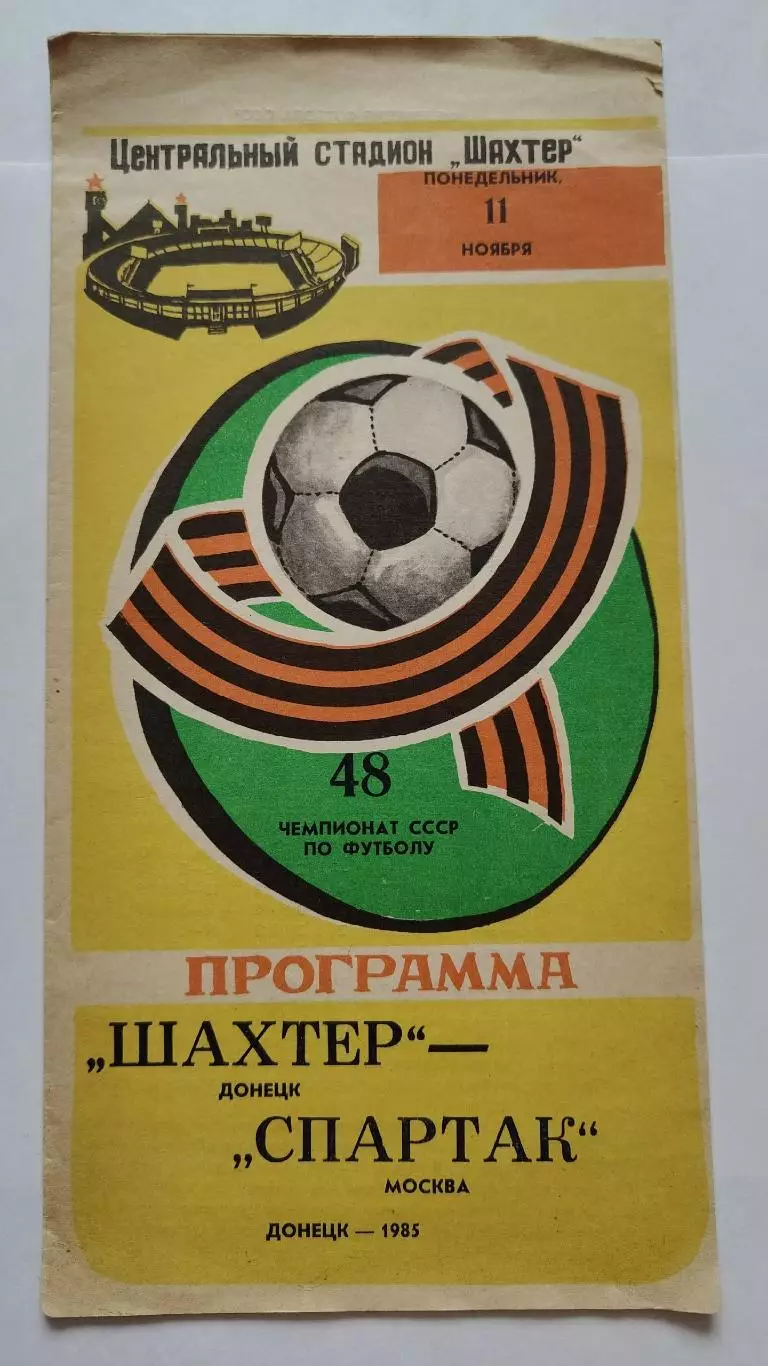 Центральный стадион „Шахтер"
ПОНЕДЕЛЬНИК,
11
НОЯБРЯ
48
ЧЕМПИОНАТ СССР
ПО ФУТБОЛУ
ПРОГРАММА
„ШАХТЕР“—
ДОНЕЦК
„СПАРТАК“
МОСКВА
ДОНЕЦК — 1985